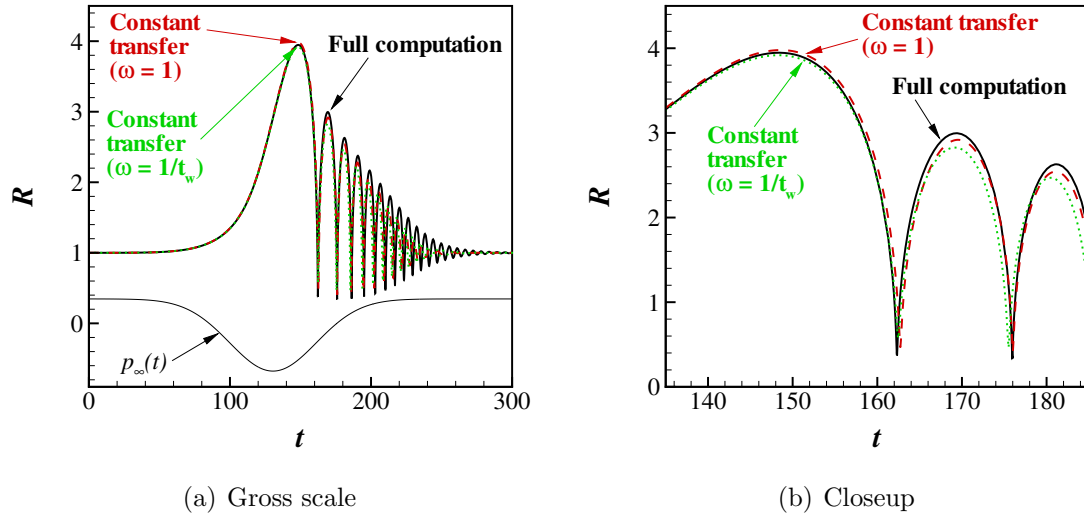 Constant
transfer
(ω = 1)
Full computation
Constant
transfer
(ω = 1/t_w)
p_∞(t)
R
4
3
2
1
0
0
100
200
300
t
(a) Gross scale
Constant transfer
(ω = 1)
Full computation
Constant
transfer
(ω = 1/t_w)
R
4
3
2
1
0
140
150
160
170
180
t
(b) Closeup